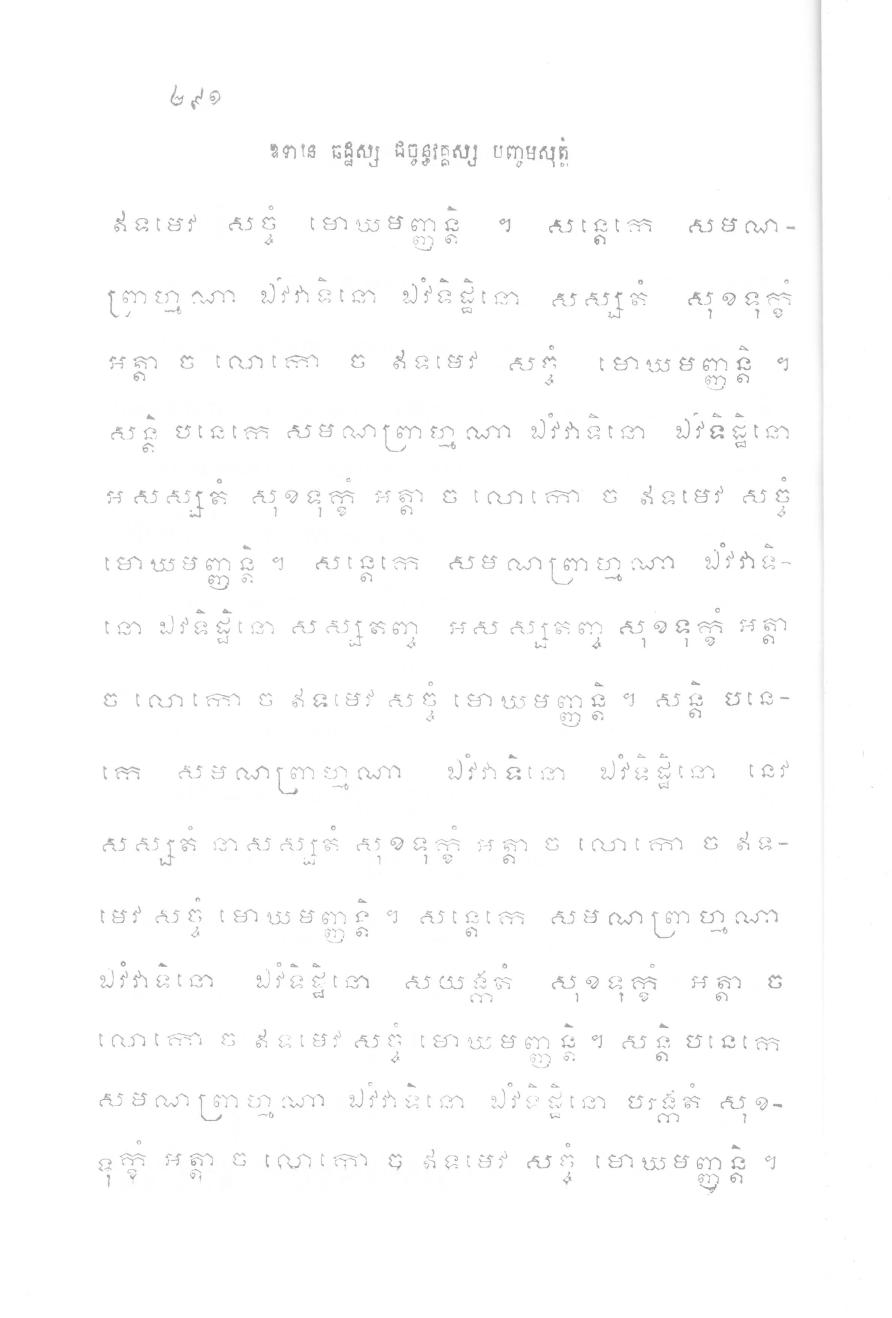 ២៩១
ឧទានេ ឆដ្ឋស្ស ជច្ចន្ធវគ្គស្ស បញ្ចមសុត្តំ
ឥទមេវ សច្ចំ មោឃមញ្ញន្តិ ។ សន្តេកេ សមណ-
ព្រាហ្មណា ឯវំវាទិនោ ឯវំទិដ្ឋិនោ សស្សតំ សុខទុក្ខំ
អត្តា ច លោកោ ច ឥទមេវ សច្ចំ មោឃមញ្ញន្តិ ។
សន្តិ បនេកេ សមណព្រាហ្មណា ឯវំវាទិនោ ឯវំទិដ្ឋិនោ
អសស្សតំ សុខទុក្ខំ អត្តា ច លោកោ ច ឥទមេវ សច្ចំ
មោឃមញ្ញន្តិ ។ សន្តេកេ សមណព្រាហ្មណា ឯវំវាទិ-
នោ ឯវំទិដ្ឋិនោ សស្សតញ្ច អសស្សតញ្ច សុខទុក្ខំ អត្តា
ច លោកោ ច ឥទមេវ សច្ចំ មោឃមញ្ញន្តិ ។ សន្តិ បនេ-
កេ សមណព្រាហ្មណា ឯវំវាទិនោ ឯវំទិដ្ឋិនោ នេវ
សស្សតំ នាសស្សតំ សុខទុក្ខំ អត្តា ច លោកោ ច ឥទ-
មេវ សច្ចំ មោឃមញ្ញន្តិ ។ សន្តេកេ សមណព្រាហ្មណា
ឯវំវាទិនោ ឯវំទិដ្ឋិនោ សយង្កតំ សុខទុក្ខំ អត្តា ច
លោកោ ច ឥទមេវ សច្ចំ មោឃមញ្ញន្តិ ។ សន្តិ បនេកេ
សមណព្រាហ្មណា ឯវំវាទិនោ ឯវំទិដ្ឋិនោ បរង្កតំ សុខ-
ទុក្ខំ អត្តា ច លោកោ ច ឥទមេវ សច្ចំ មោឃមញ្ញន្តិ ។